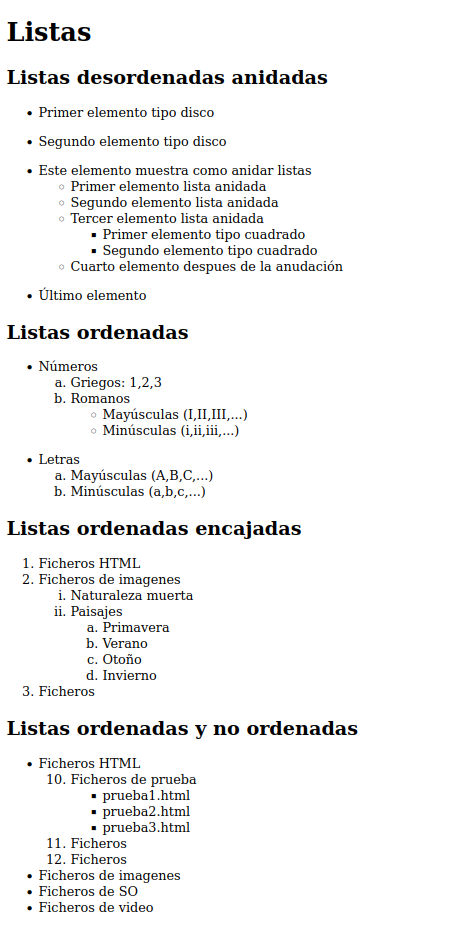 Listas
Listas desordenadas anidadas
• Primer elemento tipo disco
• Segundo elemento tipo disco
• Este elemento muestra como anidar listas
◦ Primer elemento lista anidada
◦ Segundo elemento lista anidada
◦ Tercer elemento lista anidada
▪ Primer elemento tipo cuadrado
▪ Segundo elemento tipo cuadrado
◦ Cuarto elemento despues de la anudación
• Último elemento
Listas ordenadas
• Números
a. Griegos: 1,2,3
b. Romanos
◦ Mayúsculas (I,II,III,...)
◦ Minúsculas (i,ii,iii,...)
• Letras
a. Mayúsculas (A,B,C,...)
b. Minúsculas (a,b,c,...)
Listas ordenadas encajadas
1. Ficheros HTML
2. Ficheros de imagenes
i. Naturaleza muerta
ii. Paisajes
a. Primavera
b. Verano
c. Otoño
d. Invierno
3. Ficheros
Listas ordenadas y no ordenadas
• Ficheros HTML
10. Ficheros de prueba
▪ prueba1.html
▪ prueba2.html
▪ prueba3.html
11. Ficheros
12. Ficheros
• Ficheros de imagenes
• Ficheros de SO
• Ficheros de video